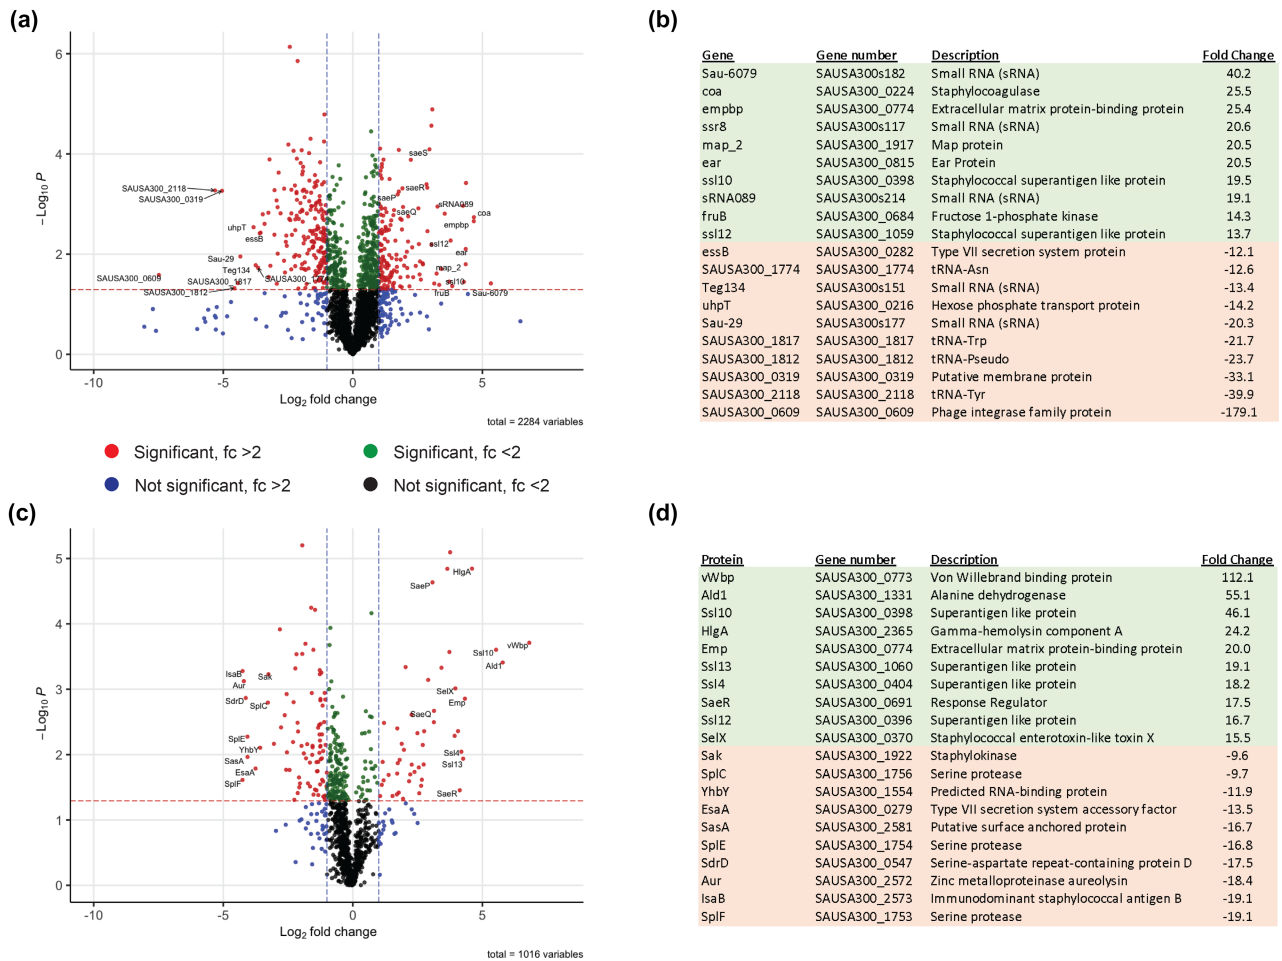 (a)
6
4
2
0
−Log10 P
-10
-5
0
5
Log2 fold change
total = 2284 variables
saeS
SAUSA300_2118
SAUSA300_0319
saeR
saeP
sRNA089
saeQ
coa
uhpT
empbp
essB
ssl12
ear
Sau-29
Teg134
map_2
SAUSA300_0609
SAUSA300_1817
SAUSA300_1774
ssl10
SAUSA300_1812
fruB
Sau-6079
(b)
Gene Gene number Description Fold Change
Sau-6079 SAUSA300s182 Small RNA (sRNA) 40.2
coa SAUSA300_0224 Staphylocoagulase 25.5
empbp SAUSA300_0774 Extracellular matrix protein-binding protein 25.4
ssr8 SAUSA300s117 Small RNA (sRNA) 20.6
map_2 SAUSA300_1917 Map protein 20.5
ear SAUSA300_0815 Ear Protein 20.5
ssl10 SAUSA300_0398 Staphylococcal superantigen like protein 19.5
sRNA089 SAUSA300s214 Small RNA (sRNA) 19.1
fruB SAUSA300_0684 Fructose 1-phosphate kinase 14.3
ssl12 SAUSA300_1059 Staphylococcal superantigen like protein 13.7
essB SAUSA300_0282 Type VII secretion system protein -12.1
SAUSA300_1774 SAUSA300_1774 tRNA-Asn -12.6
Teg134 SAUSA300s151 Small RNA (sRNA) -13.4
uhpT SAUSA300_0216 Hexose phosphate transport protein -14.2
Sau-29 SAUSA300s177 Small RNA (sRNA) -20.3
SAUSA300_1817 SAUSA300_1817 tRNA-Trp -21.7
SAUSA300_1812 SAUSA300_1812 tRNA-Pseudo -23.7
SAUSA300_0319 SAUSA300_0319 Putative membrane protein -33.1
SAUSA300_2118 SAUSA300_2118 tRNA-Tyr -39.9
SAUSA300_0609 SAUSA300_0609 Phage integrase family protein -179.1
Significant, fc >2
Significant, fc <2
Not significant, fc >2
Not significant, fc <2
(c)
5
4
3
2
1
0
−Log10 P
-10
-5
0
5
Log2 fold change
total = 1016 variables
HlgA
SaeP
vWbp
Ssl10
Ald1
IsaB
Sak
Aur
SelX
SdrD
SplC
Emp
SaeQ
SplE
YhbY
Ssl4
SasA
Ssl13
EsaA
SplF
SaeR
(d)
Protein Gene number Description Fold Change
vWbp SAUSA300_0773 Von Willebrand binding protein 112.1
Ald1 SAUSA300_1331 Alanine dehydrogenase 55.1
Ssl10 SAUSA300_0398 Superantigen like protein 46.1
HlgA SAUSA300_2365 Gamma-hemolysin component A 24.2
Emp SAUSA300_0774 Extracellular matrix protein-binding protein 20.0
Ssl13 SAUSA300_1060 Superantigen like protein 19.1
Ssl4 SAUSA300_0404 Superantigen like protein 18.2
SaeR SAUSA300_0691 Response Regulator 17.5
Ssl12 SAUSA300_0396 Superantigen like protein 16.7
SelX SAUSA300_0370 Staphylococcal enterotoxin-like toxin X 15.5
Sak SAUSA300_1922 Staphylokinase -9.6
SplC SAUSA300_1756 Serine protease -9.7
YhbY SAUSA300_1554 Predicted RNA-binding protein -11.9
EsaA SAUSA300_0279 Type VII secretion system accessory factor -13.5
SasA SAUSA300_2581 Putative surface anchored protein -16.7
SplE SAUSA300_1754 Serine protease -16.8
SdrD SAUSA300_0547 Serine-aspartate repeat-containing protein D -17.5
Aur SAUSA300_2572 Zinc metalloproteinase aureolysin -18.4
IsaB SAUSA300_2573 Immunodominant staphylococcal antigen B -19.1
SplF SAUSA300_1753 Serine protease -19.1